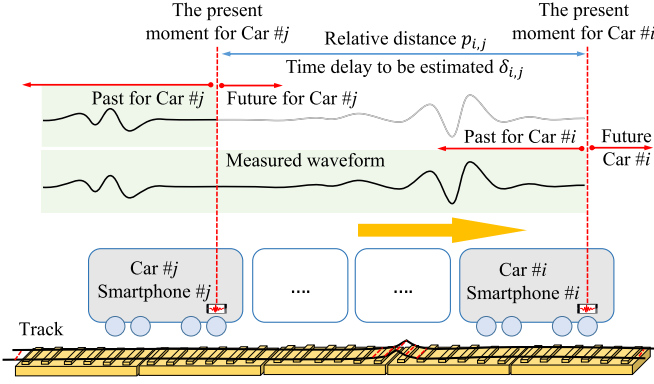 The present
moment for Car #j
The present
moment for Car #i
Relative distance p_{i,j}
Time delay to be estimated δ_{i,j}
Past for Car #j
Future for Car #j
Past for Car #i
Future
Car #i
Measured waveform
Car #j
Smartphone #j
....
....
Car #i
Smartphone #i
Track